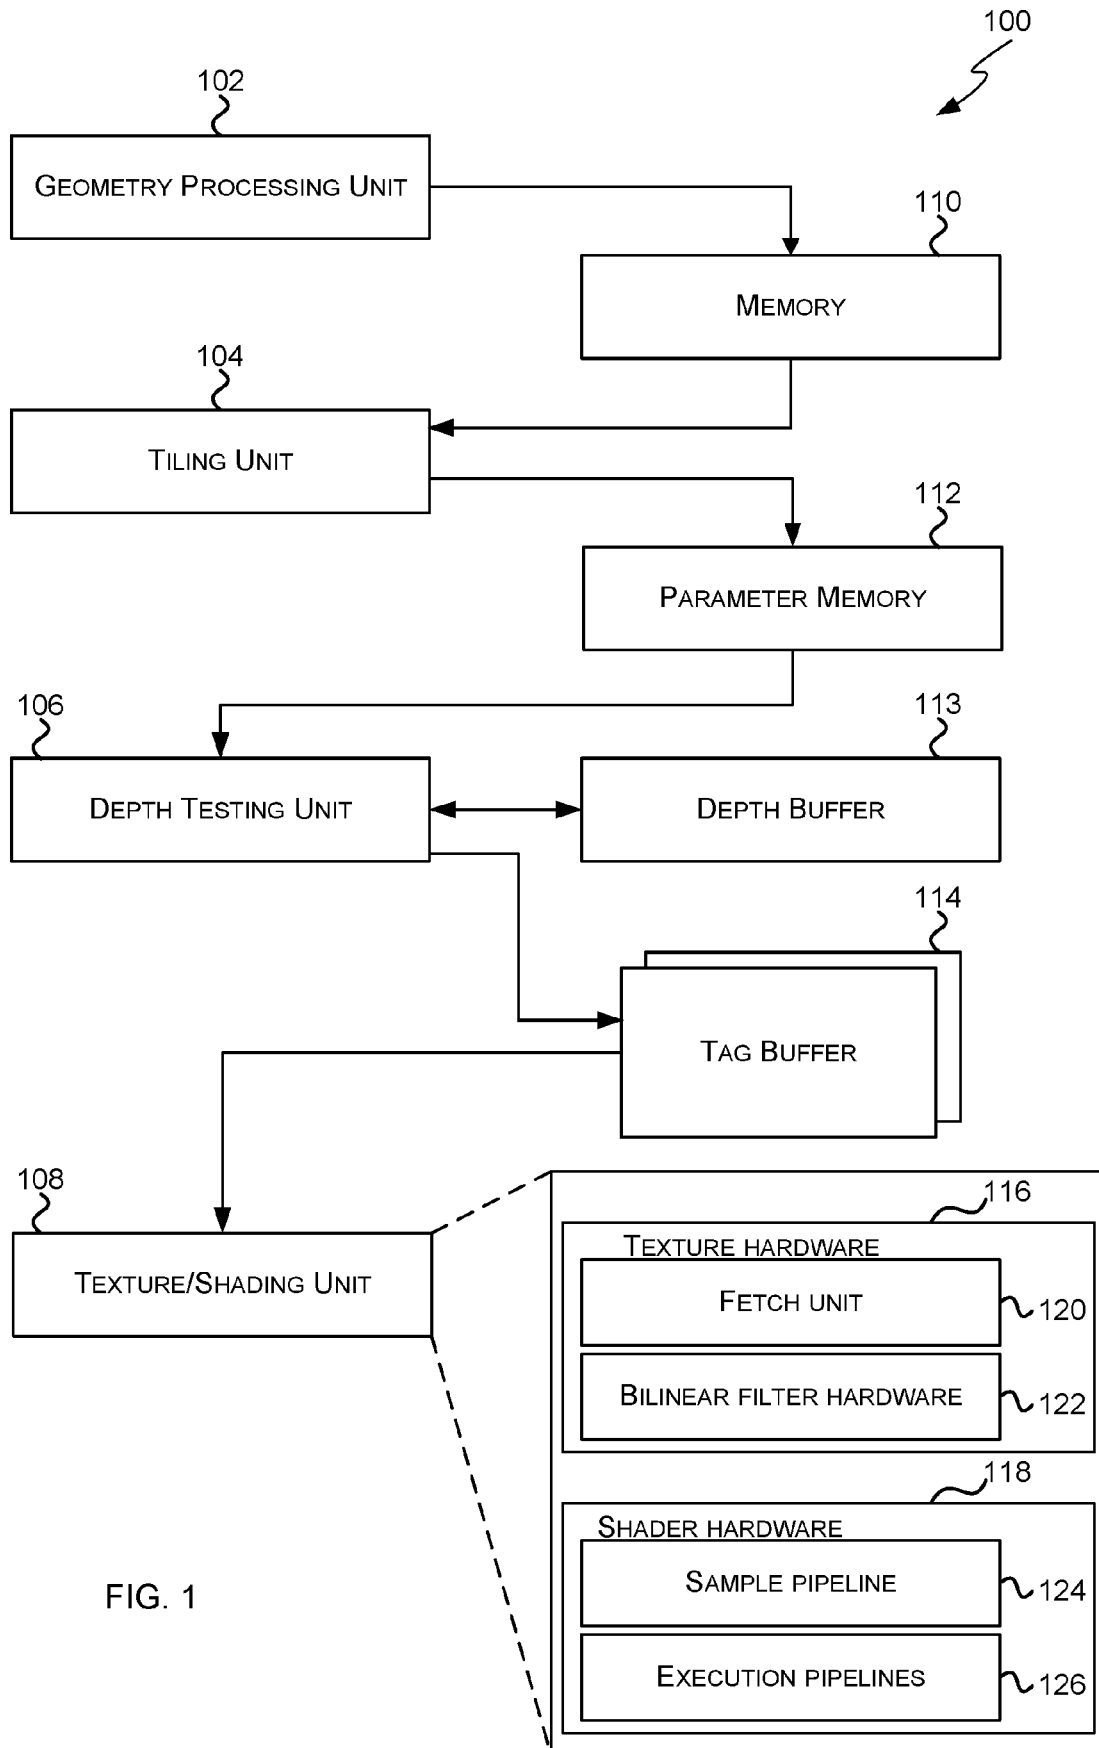 100
102
GEOMETRY PROCESSING UNIT
110
MEMORY
104
TILING UNIT
112
PARAMETER MEMORY
106
DEPTH TESTING UNIT
113
DEPTH BUFFER
114
TAG BUFFER
108
TEXTURE/SHADING UNIT
116
TEXTURE HARDWARE
FETCH UNIT
120
BILINEAR FILTER HARDWARE
122
118
SHADER HARDWARE
SAMPLE PIPELINE
124
EXECUTION PIPELINES
126
FIG. 1